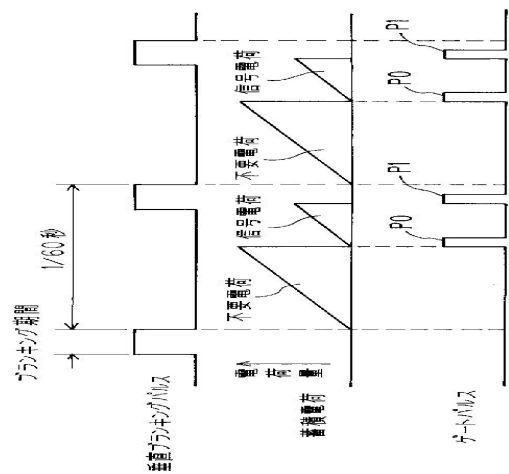 ブランキング期間
1/60秒
垂直ブランキングパルス
不要電荷
信号電荷
不要電荷
信号電荷
電荷量
蓄積電荷
P0
P1
P0
P1
ゲートパルス